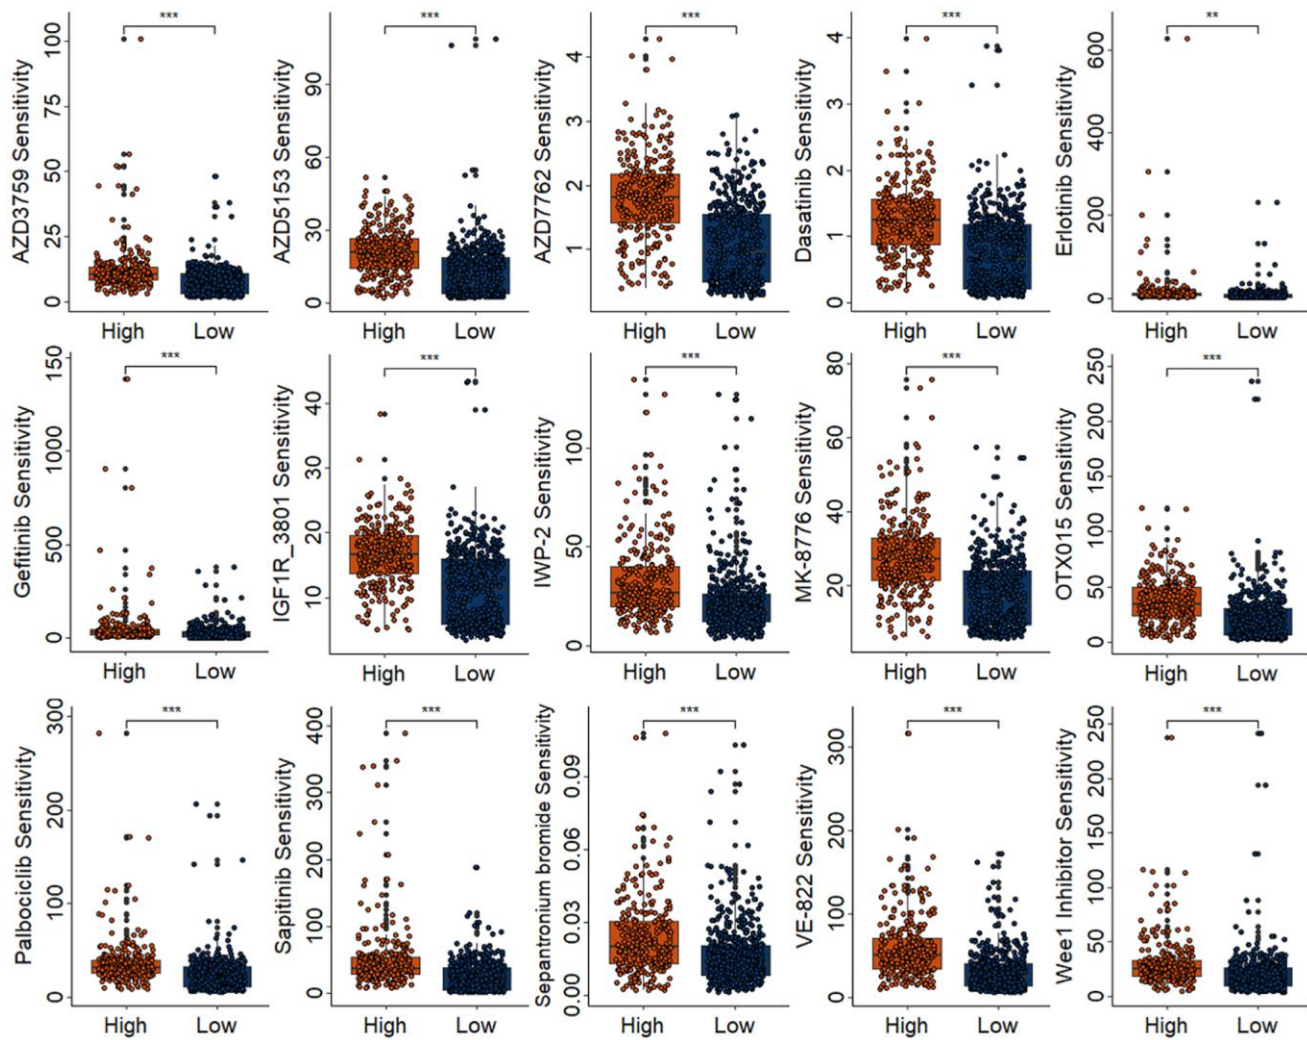 AZD3759 Sensitivity
100
75
50
25
0
***
High
Low
AZD5153 Sensitivity
90
60
30
0
***
High
Low
AZD7762 Sensitivity
4
3
2
1
***
High
Low
Dasatinib Sensitivity
4
3
2
1
0
***
High
Low
Erlotinib Sensitivity
600
400
200
0
**
High
Low
Gefitinib Sensitivity
150
1000
500
0
***
High
Low
IGF1R_3801 Sensitivity
40
30
20
10
***
High
Low
IWP-2 Sensitivity
100
50
0
***
High
Low
MK-8776 Sensitivity
80
60
40
20
***
High
Low
OTX015 Sensitivity
250
200
150
100
50
0
***
High
Low
Palbociclib Sensitivity
300
200
100
0
***
High
Low
Sapitinib Sensitivity
400
300
200
100
0
***
High
Low
Sepantronium bromide Sensitivity
0.09
0.06
0.03
0.00
***
High
Low
VE-822 Sensitivity
300
200
100
0
***
High
Low
Wee1 Inhibitor Sensitivity
250
200
150
100
50
0
***
High
Low